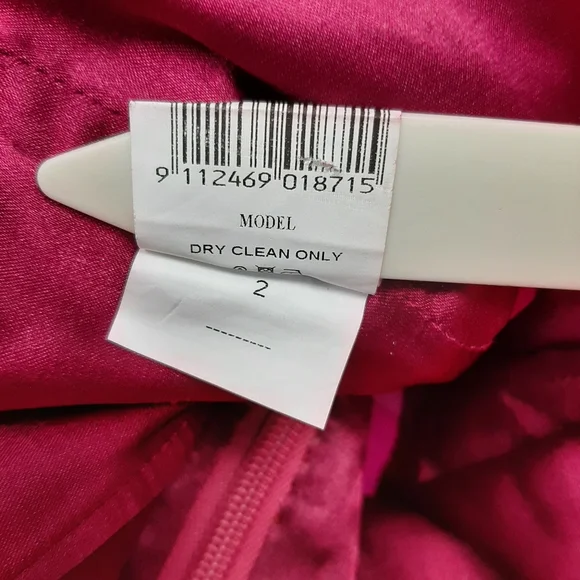 9 112469 018715
MODEL
DRY CLEAN ONLY
2
---------